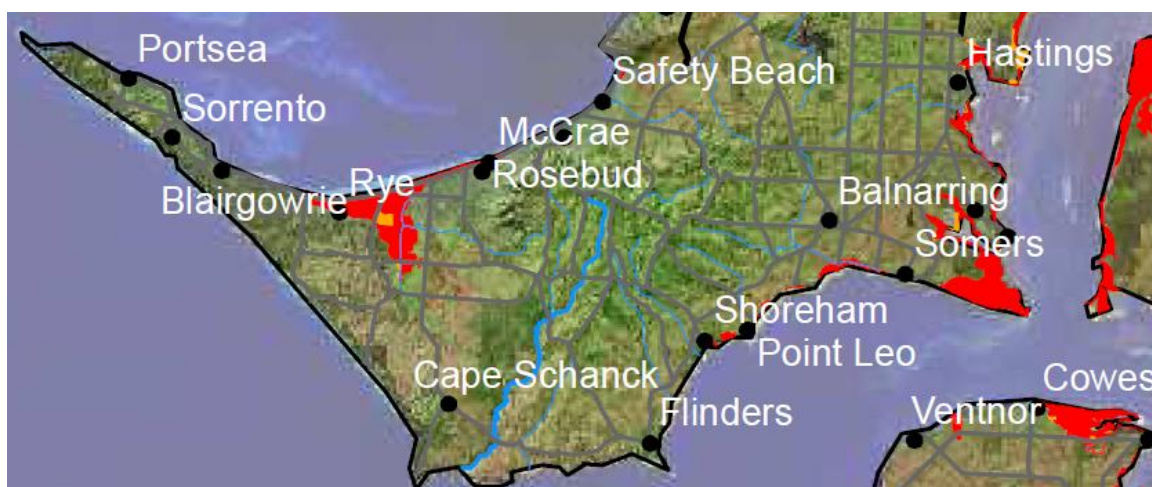 Portsea
Hastings
Safety Beach
Sorrento
McCrae
Rye
Rosebud
Blairgowrie
Balnarring
Somers
Shoreham
Point Leo
Cape Schanck
Cowes
Flinders
Ventnor